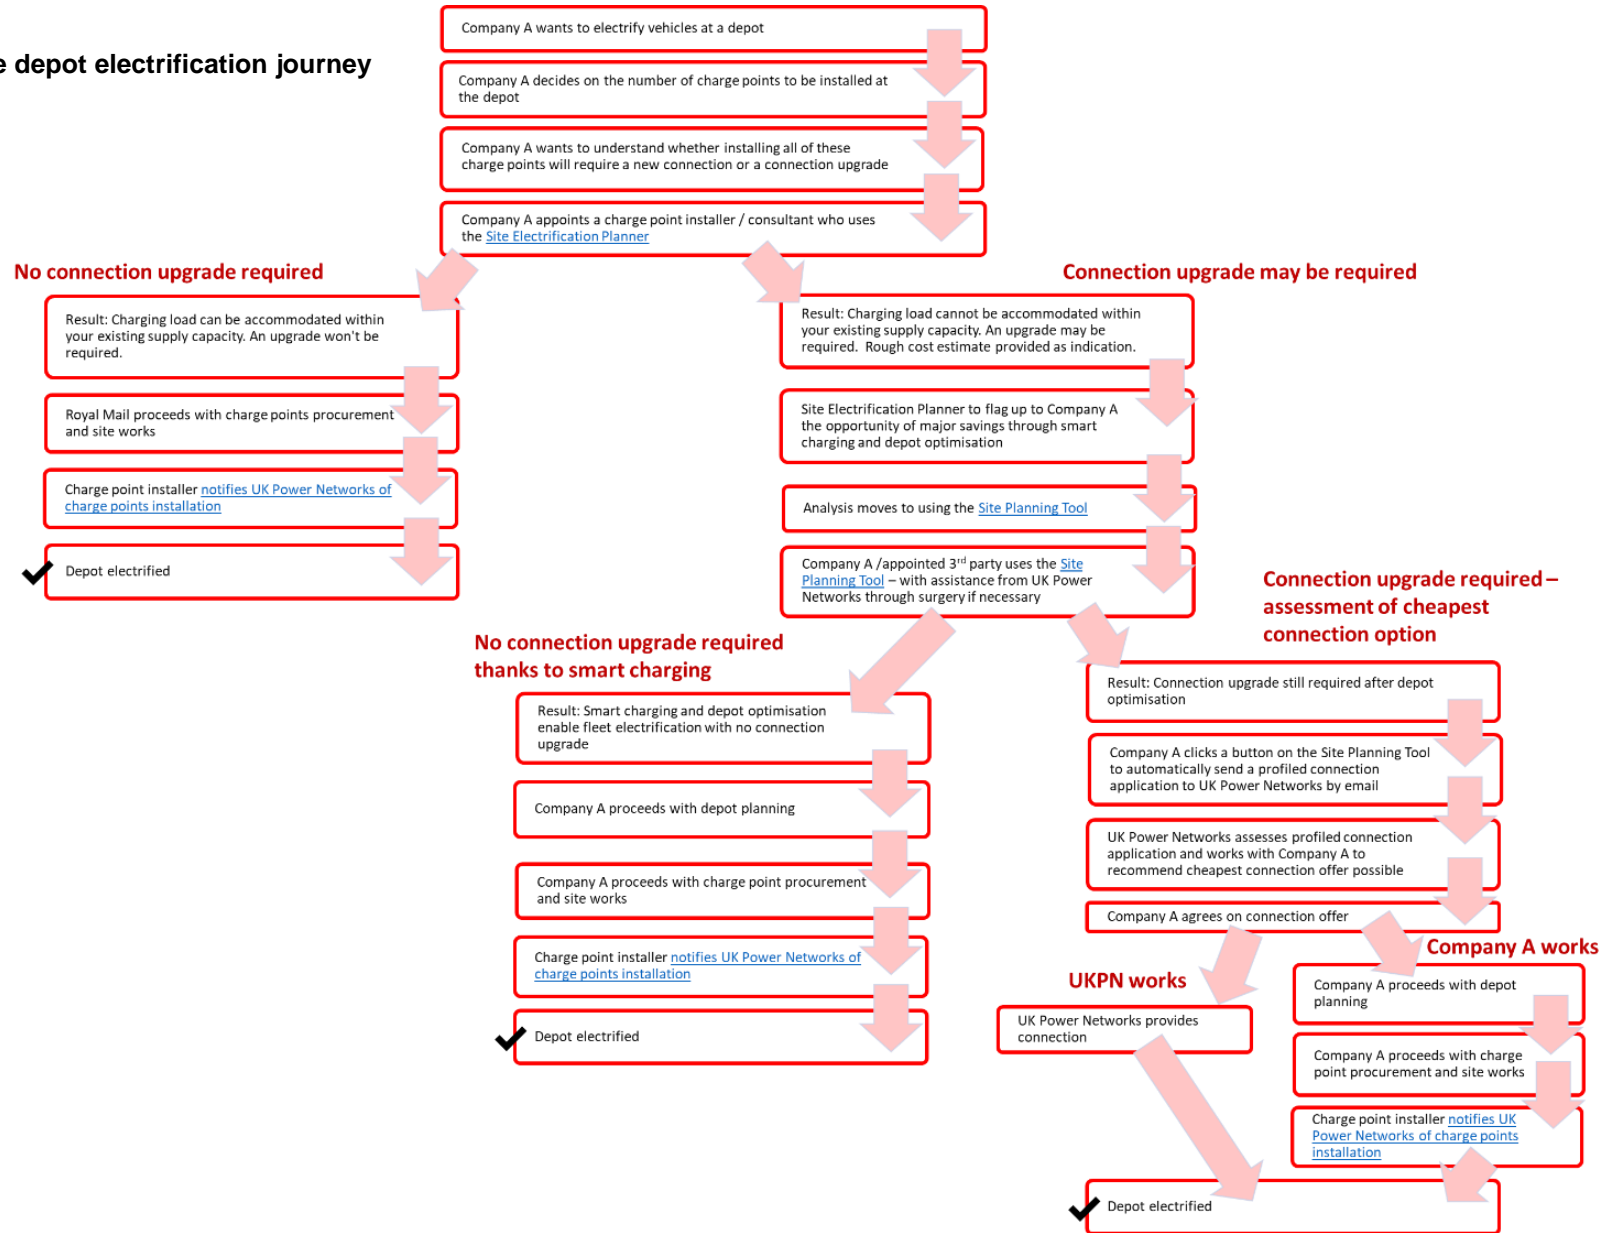 e depot electrification journey
Company A wants to electrify vehicles at a depot
Company A decides on the number of charge points to be installed at
the depot
Company A wants to understand whether installing all of these
charge points will require a new connection or a connection upgrade
Company A appoints a charge point installer / consultant who uses
the Site Electrification Planner
No connection upgrade required
Result: Charging load can be accommodated within
your existing supply capacity. An upgrade won't be
required.
Royal Mail proceeds with charge points procurement
and site works
Charge point installer notifies UK Power Networks of
charge points installation
Depot electrified
Connection upgrade may be required
Result: Charging load cannot be accommodated within
your existing supply capacity. An upgrade may be
required. Rough cost estimate provided as indication.
Site Electrification Planner to flag up to Company A
the opportunity of major savings through smart
charging and depot optimisation
Analysis moves to using the Site Planning Tool
Company A /appointed 3rd party uses the Site
Planning Tool – with assistance from UK Power
Networks through surgery if necessary
No connection upgrade required
thanks to smart charging
Result: Smart charging and depot optimisation
enable fleet electrification with no connection
upgrade
Company A proceeds with depot planning
Company A proceeds with charge point procurement
and site works
Charge point installer notifies UK Power Networks of
charge points installation
Depot electrified
Connection upgrade required –
assessment of cheapest
connection option
Result: Connection upgrade still required after depot
optimisation
Company A clicks a button on the Site Planning Tool
to automatically send a profiled connection
application to UK Power Networks by email
UK Power Networks assesses profiled connection
application and works with Company A to
recommend cheapest connection offer possible
Company A agrees on connection offer
UKPN works
UK Power Networks provides
connection
Company A works
Company A proceeds with depot
planning
Company A proceeds with charge
point procurement and site works
Charge point installer notifies UK
Power Networks of charge points
installation
Depot electrified